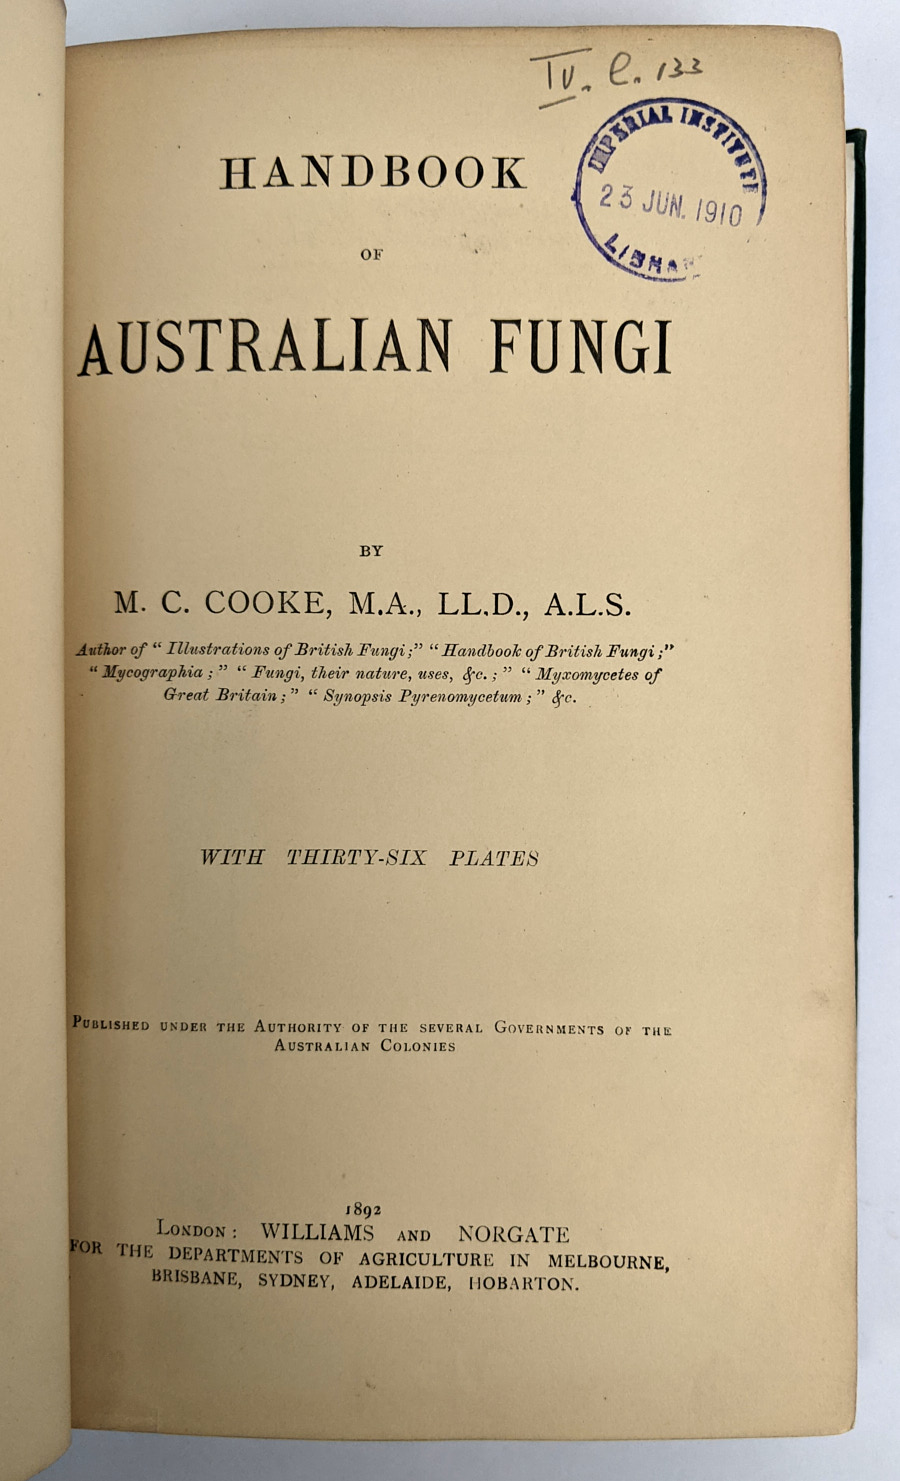 IV. e. 133
IMPERIAL INSTITUTE
23 JUN. 1910
HANDBOOK
OF
AUSTRALIAN FUNGI
BY
M. C. COOKE, M.A., LL.D., A.L.S.
Author of “ Illustrations of British Fungi ;” “ Handbook of British Fungi ;”
“ Mycographia ; ” “ Fungi, their nature, uses, &c. ; ” “ Myxomycetes of
Great Britain ; ” “ Synopsis Pyrenomycetum ; ” &c.
WITH THIRTY-SIX PLATES
PUBLISHED UNDER THE AUTHORITY OF THE SEVERAL GOVERNMENTS OF THE
AUSTRALIAN COLONIES
1892
LONDON : WILLIAMS AND NORGATE
FOR THE DEPARTMENTS OF AGRICULTURE IN MELBOURNE,
BRISBANE, SYDNEY, ADELAIDE, HOBARTON.